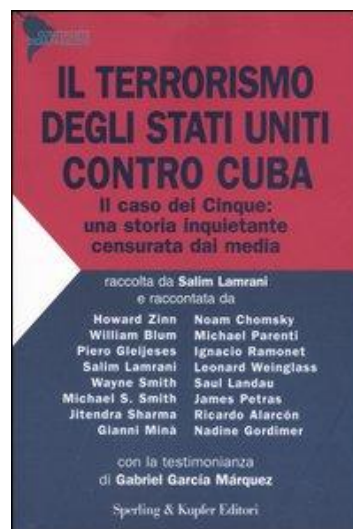 IL TERRORISMO
DEGLI STATI UNITI
CONTRO CUBA
Il caso dei Cinque:
una storia inquietante
censurata dai media
raccolta da Salim Lamrani
e raccontata da
Howard Zinn Noam Chomsky
William Blum Michael Parenti
Piero Gleijeses Ignacio Ramonet
Salim Lamrani Leonard Weinglass
Wayne Smith Saul Landau
Michael S. Smith James Petras
Jitendra Sharma Ricardo Alarcón
Gianni Minà Nadine Gordimer
con la testimonianza
di Gabriel García Márquez
Sperling & Kupfer Editori